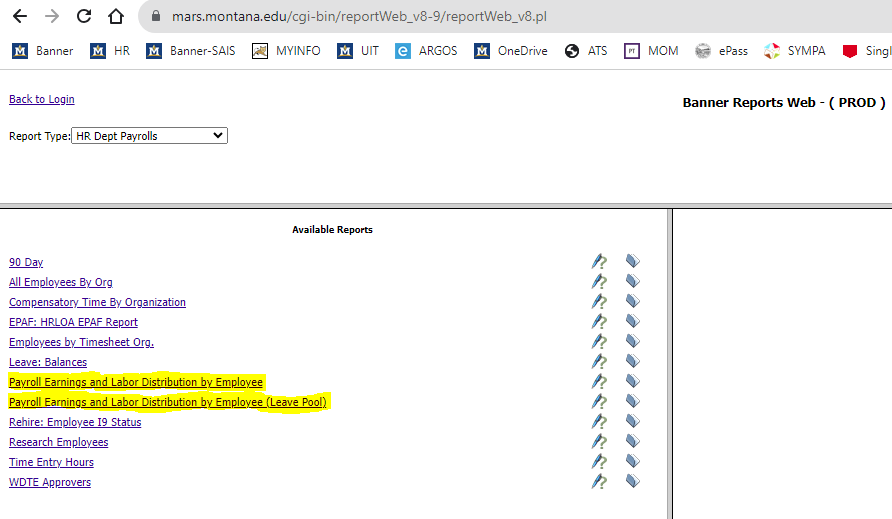 mars.montana.edu/cgi-bin/reportWeb_v8-9/reportWeb_v8.pl
Banner HR Banner-SAIS MYINFO UIT ARGOS OneDrive ATS PT MOM ePass SYMPA Singl
Back to Login
Banner Reports Web - ( PROD )
Report Type: HR Dept Payrolls
Available Reports
90 Day
All Employees By Org
Compensatory Time By Organization
EPAF: HRLOA EPAF Report
Employees by Timesheet Org.
Leave: Balances
Payroll Earnings and Labor Distribution by Employee
Payroll Earnings and Labor Distribution by Employee (Leave Pool)
Rehire: Employee I9 Status
Research Employees
Time Entry Hours
WDTE Approvers